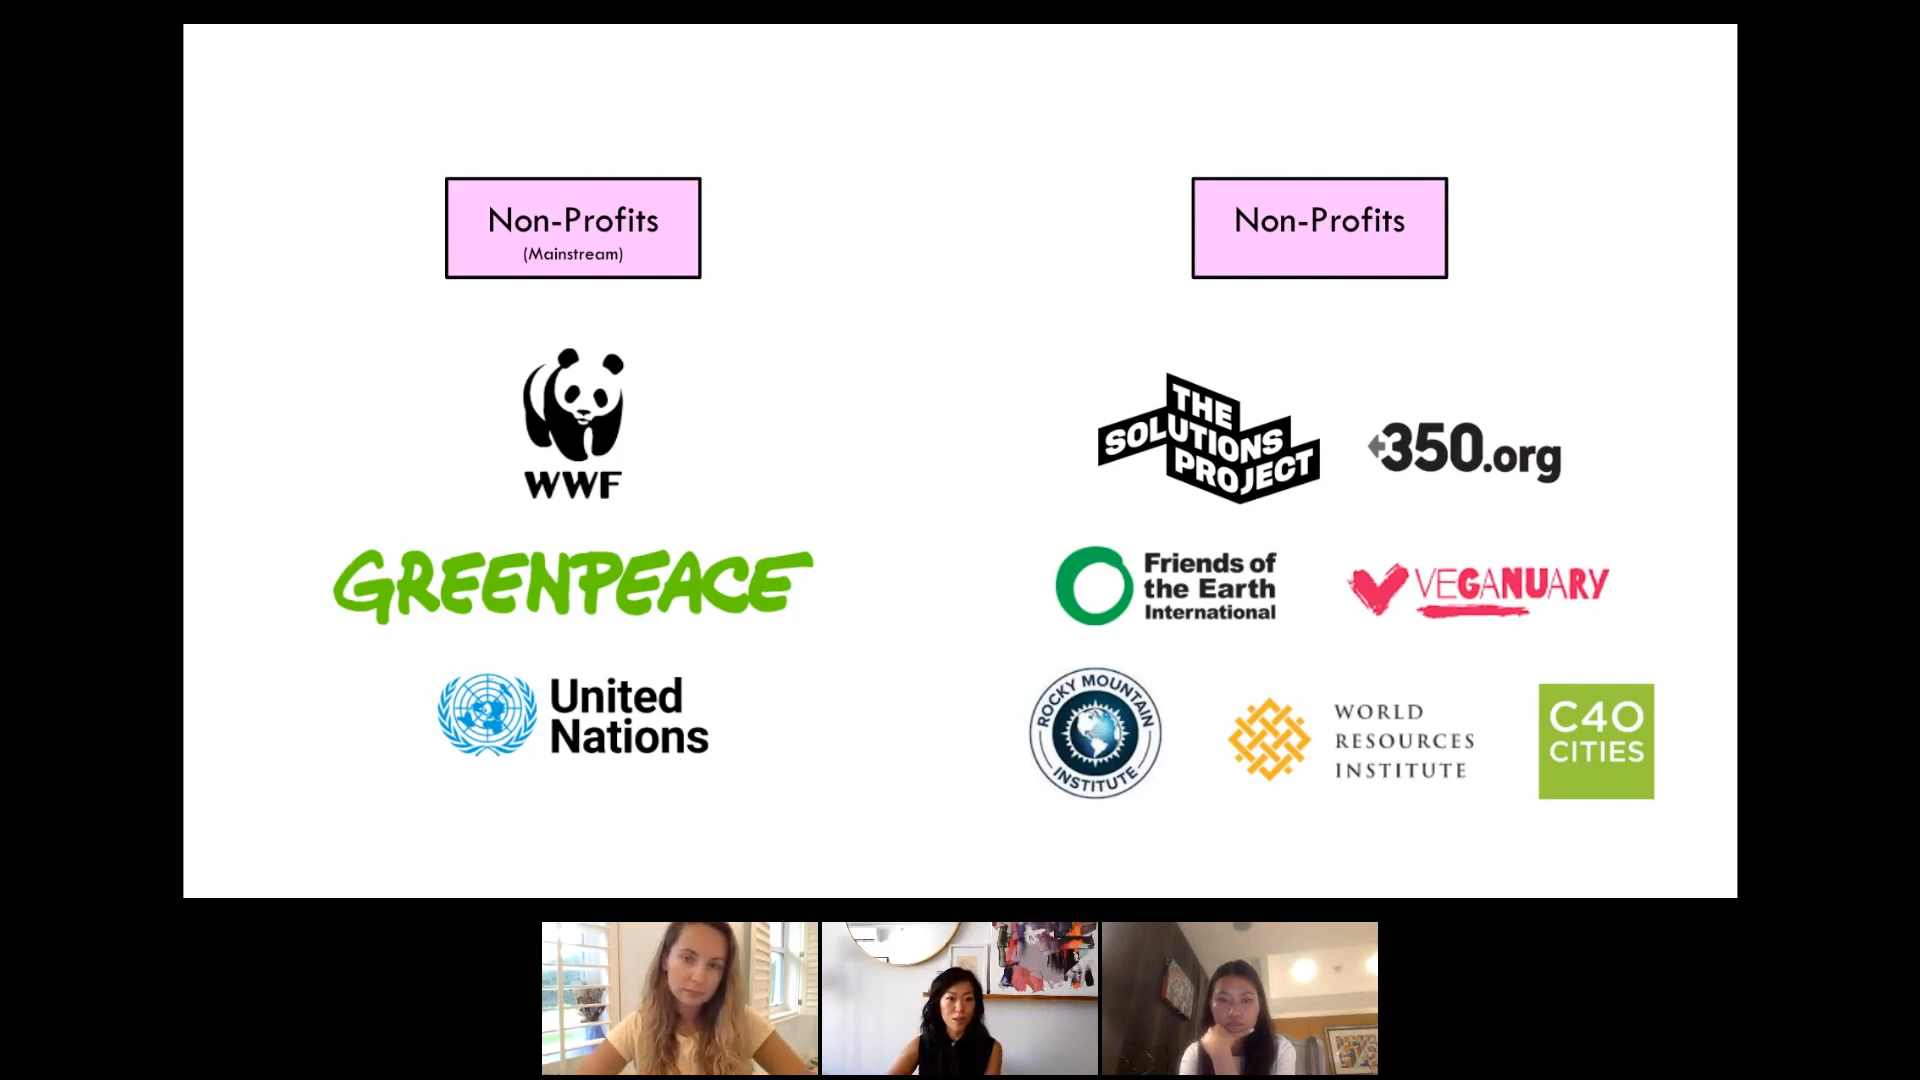 Non-Profits
(Mainstream)
WWF
GREENPEACE
United
Nations
Non-Profits
THE
SOLUTIONS
PROJECT
350.org
Friends of
the Earth
International
VEGANUARY
ROCKY MOUNTAIN
INSTITUTE
WORLD
RESOURCES
INSTITUTE
C40
CITIES